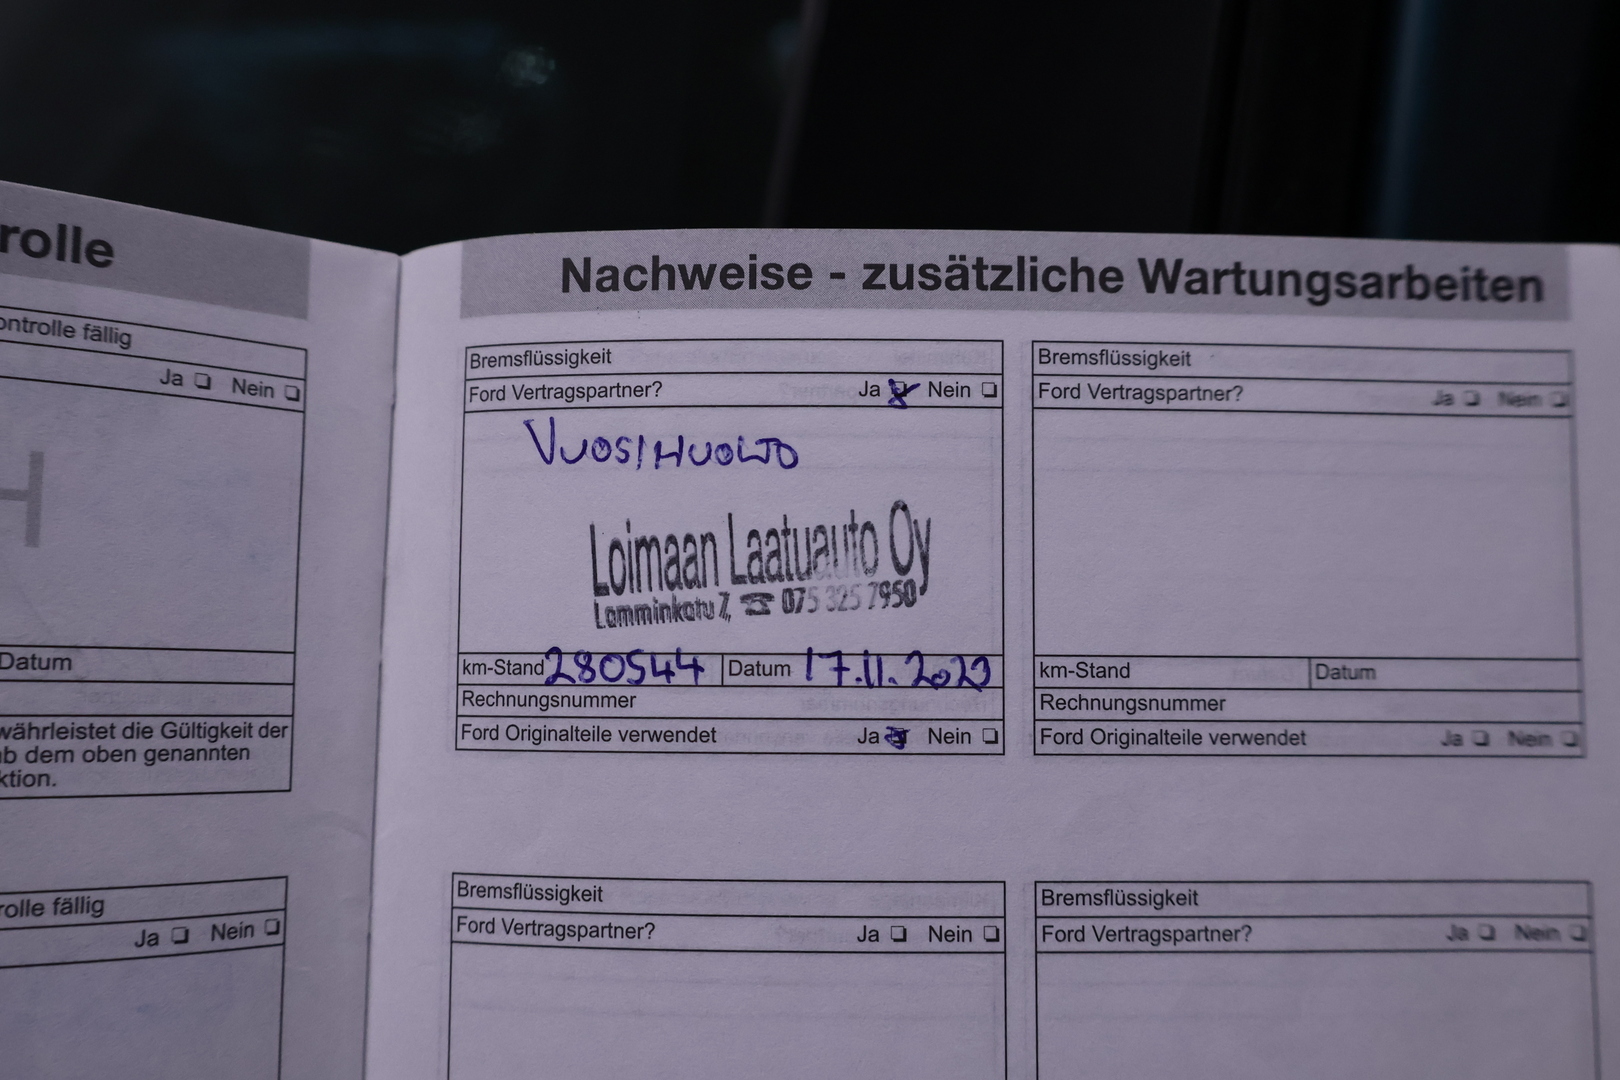 rolle
ontrolle fällig
Ja ❏ Nein ❏
H
Datum
währleistet die Gültigkeit der
b dem oben genannten
ktion.
rolle fällig
Ja ❏ Nein ❏
Nachweise - zusätzliche Wartungsarbeiten
Bremsflüssigkeit
Ford Vertragspartner? Ja ❏ Nein ❏
VUOSIHUOLTO
Loimaan Laatuauto Oy
Lamminkatu 7, ☎ 075 325 7950
km-Stand 280544 Datum 17.11.2023
Rechnungsnummer
Ford Originalteile verwendet Ja ❏ Nein ❏
Bremsflüssigkeit
Ford Vertragspartner? Ja ❏ Nein ❏
km-Stand Datum
Rechnungsnummer
Ford Originalteile verwendet Ja ❏ Nein ❏
Bremsflüssigkeit
Ford Vertragspartner? Ja ❏ Nein ❏
Bremsflüssigkeit
Ford Vertragspartner? Ja ❏ Nein ❏